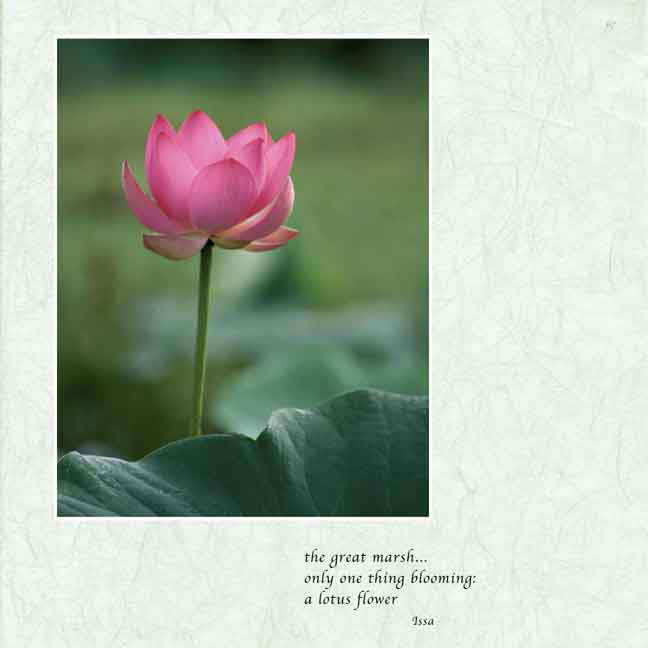 the great marsh...
only one thing blooming:
a lotus flower
Issa